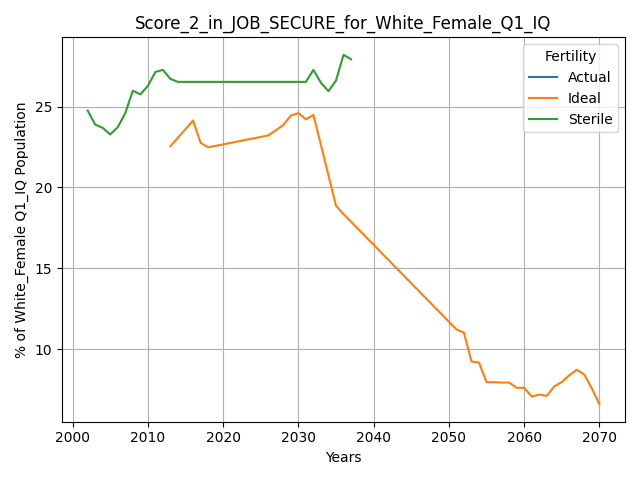 Score_2_in_JOB_SECURE_for_White_Female_Q1_IQ
% of White_Female Q1_IQ Population
25
20
15
10
Fertility
Actual
Ideal
Sterile
2000 2010 2020 2030 2040 2050 2060 2070
Years